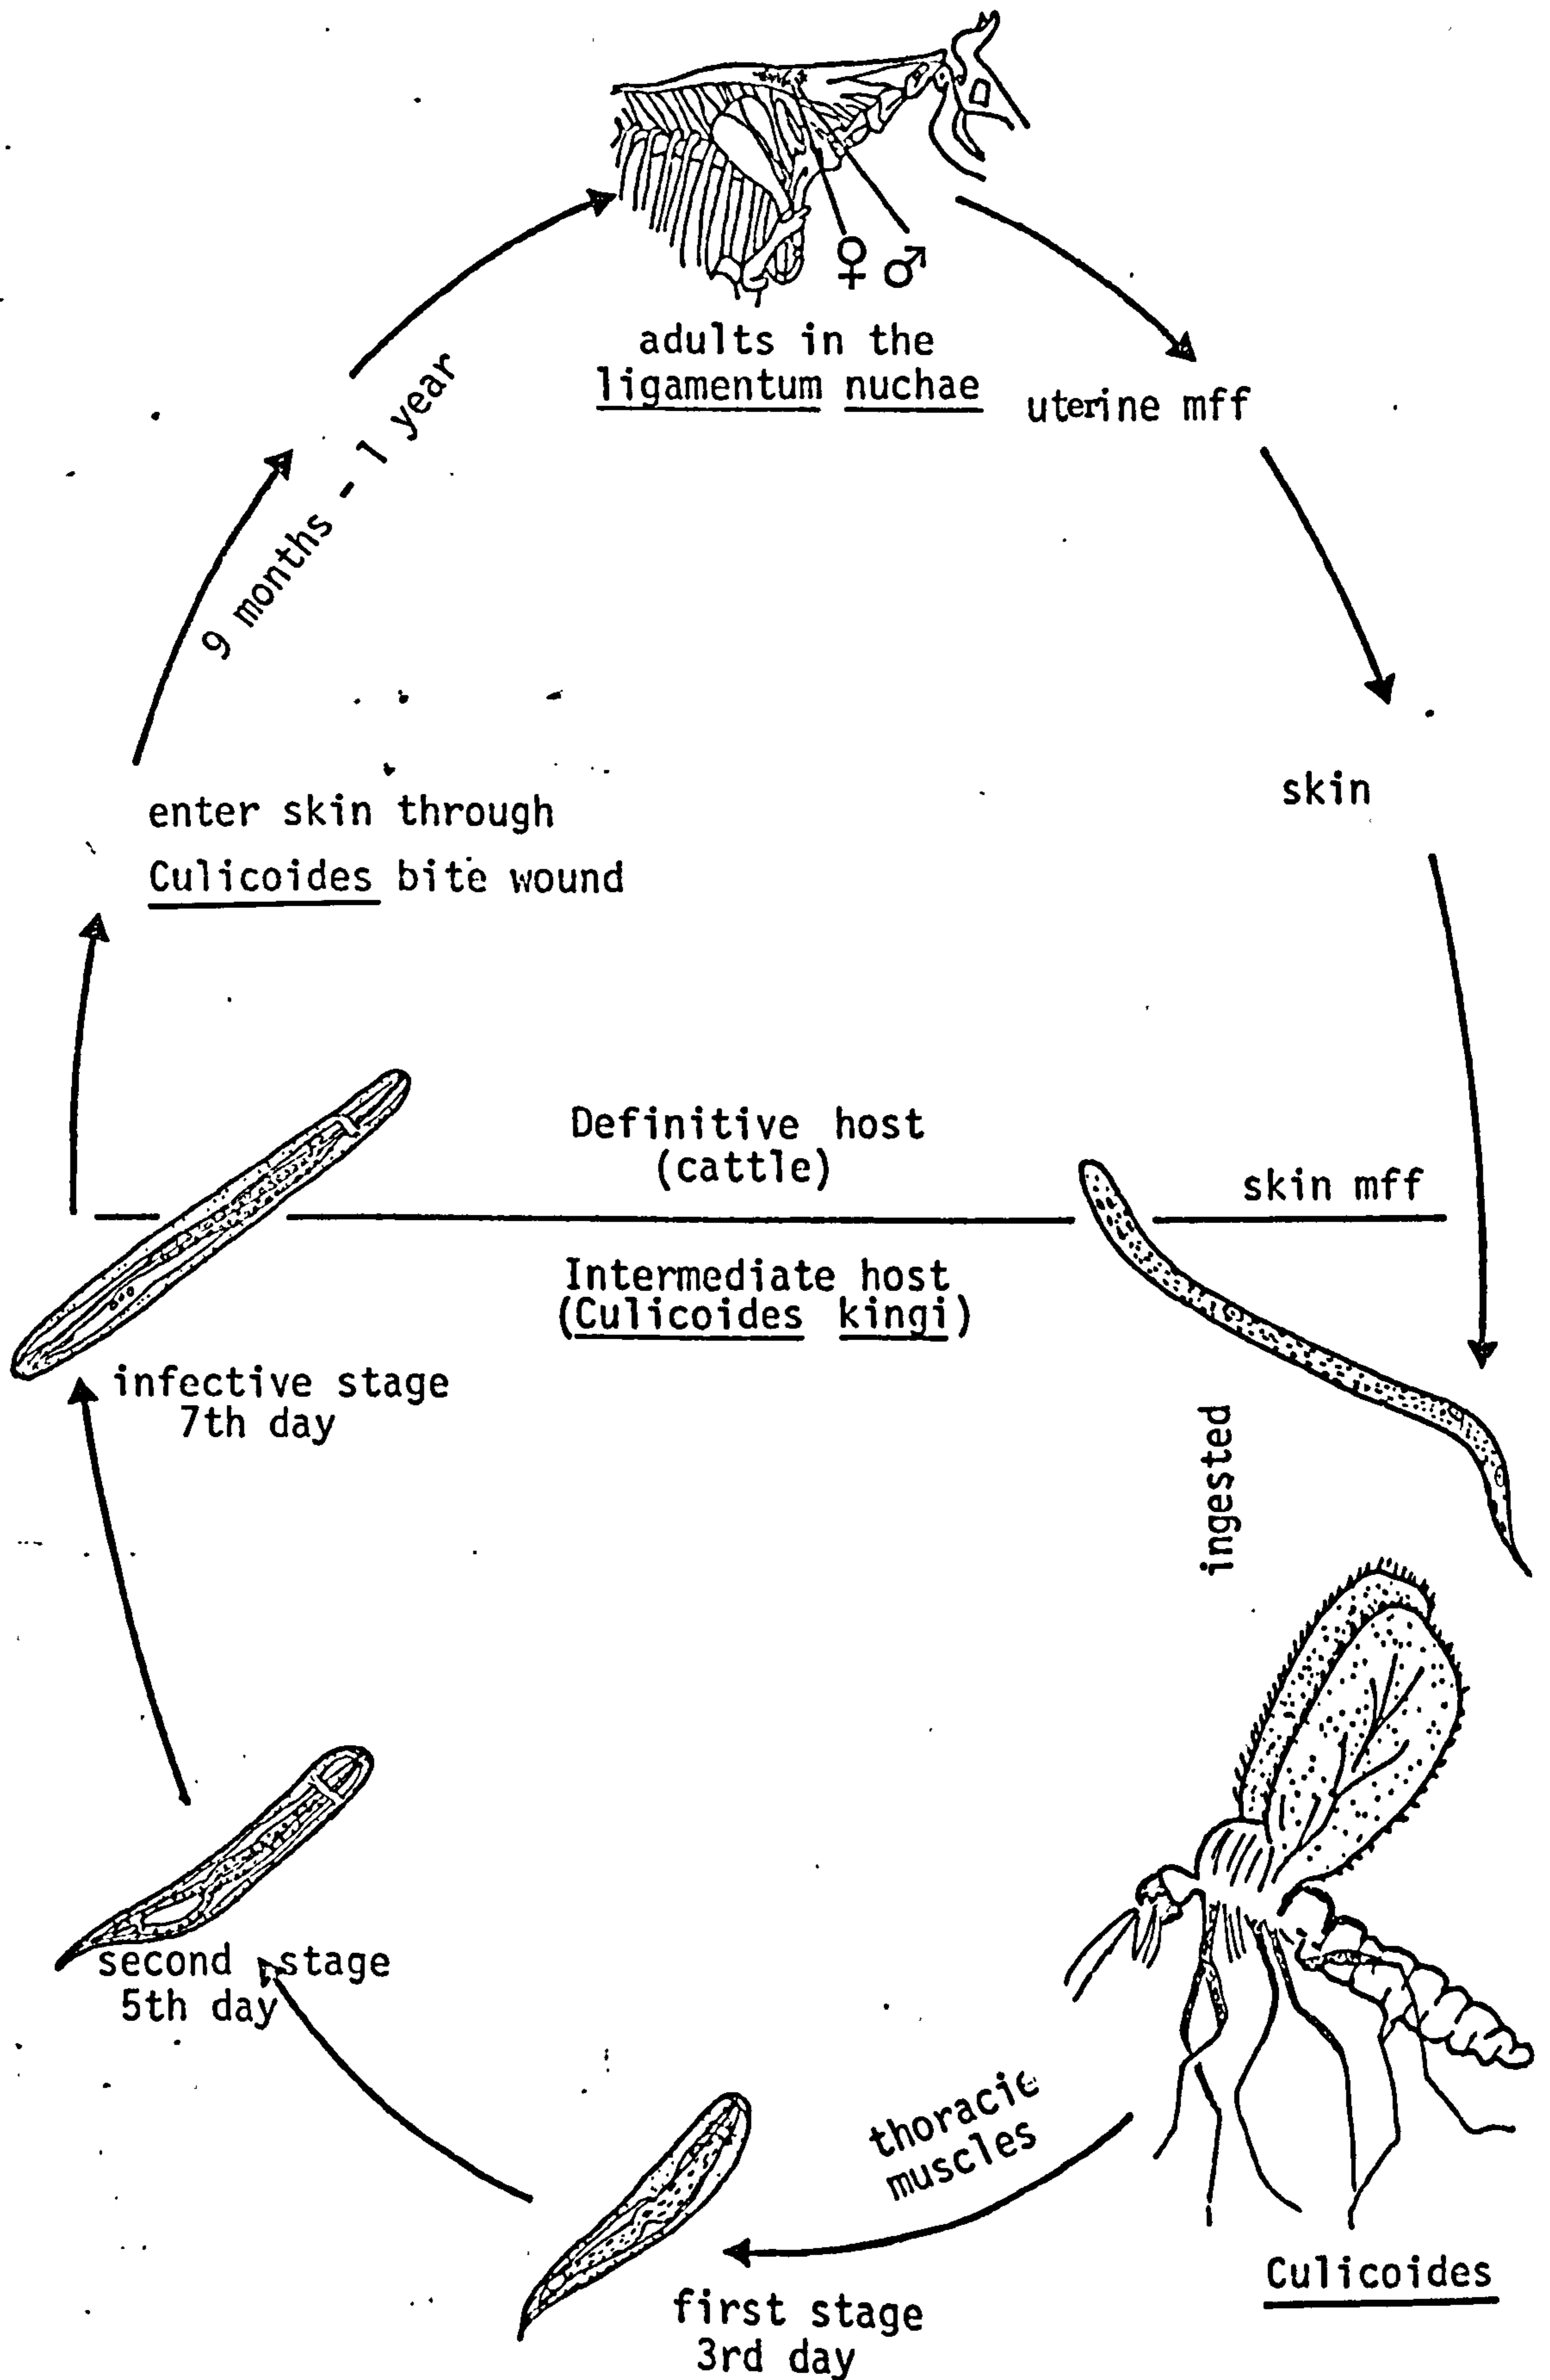 ♀ ♂
adults in the
ligamentum nuchae
uterine mff
9 months - 1 year
skin
enter skin through
Culicoides bite wound
Definitive host
(cattle)
skin mff
Intermediate host
(Culicoides kingi)
infective stage
7th day
ingested
second stage
5th day
thoracic
muscles
Culicoides
first stage
3rd day